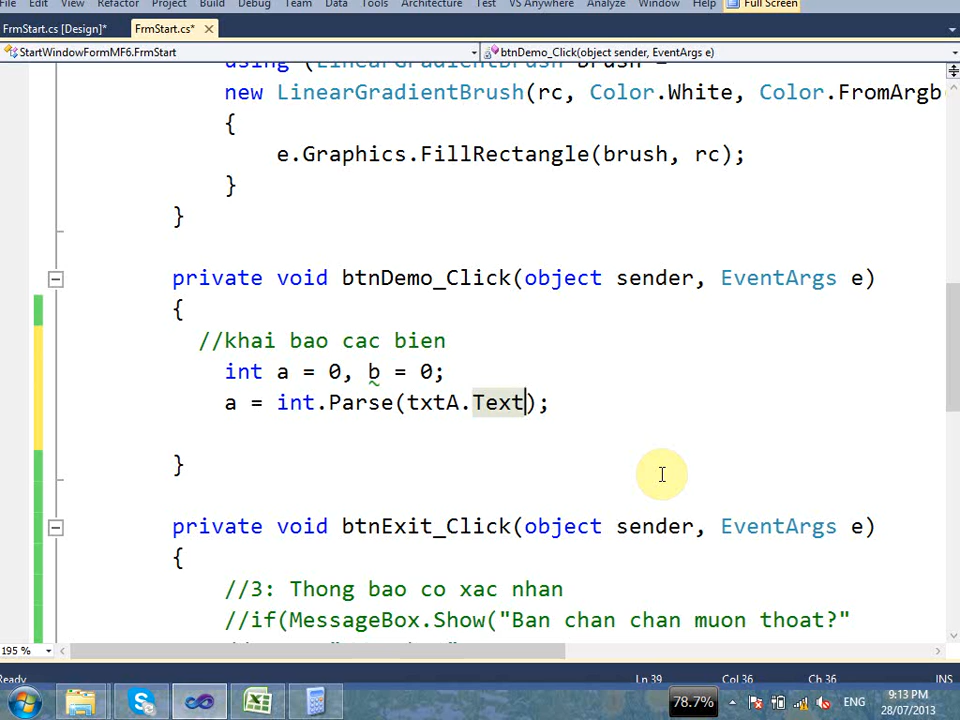 File Edit View Refactor Project Build Debug Team Data Tools Architecture Test VS Anywhere Analyze Window Help Full Screen
FrmStart.cs [Design]* FrmStart.cs*
StartWindowFormMF6.FrmStart btnDemo_Click(object sender, EventArgs e)
using (LinearGradientBrush brush =
new LinearGradientBrush(rc, Color.White, Color.FromArgb
{
e.Graphics.FillRectangle(brush, rc);
}
}
private void btnDemo_Click(object sender, EventArgs e)
{
//khai bao cac bien
int a = 0, b = 0;
a = int.Parse(txtA.Text);
}
private void btnExit_Click(object sender, EventArgs e)
{
//3: Thong bao co xac nhan
//if(MessageBox.Show("Ban chan chan muon thoat?"
195 %
Ready Ln 39 Col 36 Ch 36 INS
78.7% ENG 9:13 PM
28/07/2013